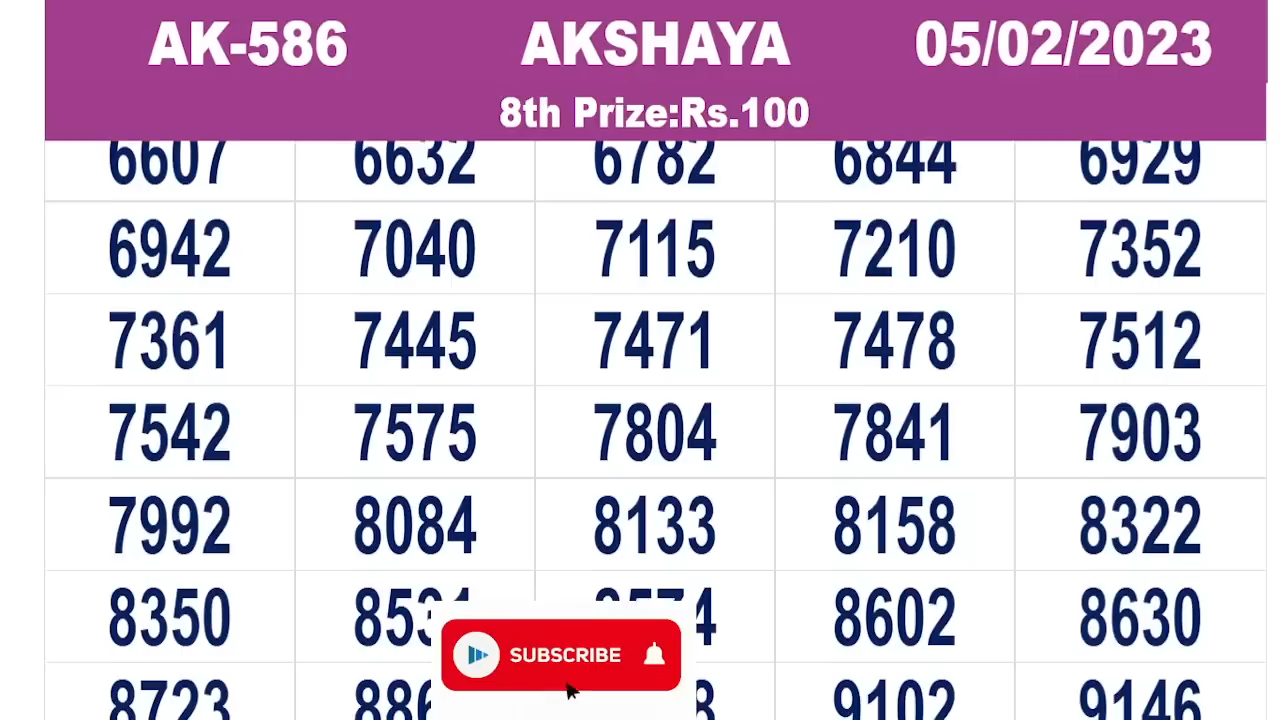 AK-586 AKSHAYA 05/02/2023
8th Prize:Rs.100
6607 6632 6782 6844 6929
6942 7040 7115 7210 7352
7361 7445 7471 7478 7512
7542 7575 7804 7841 7903
7992 8084 8133 8158 8322
8350 8602 8630
8723 9102 9146
SUBSCRIBE